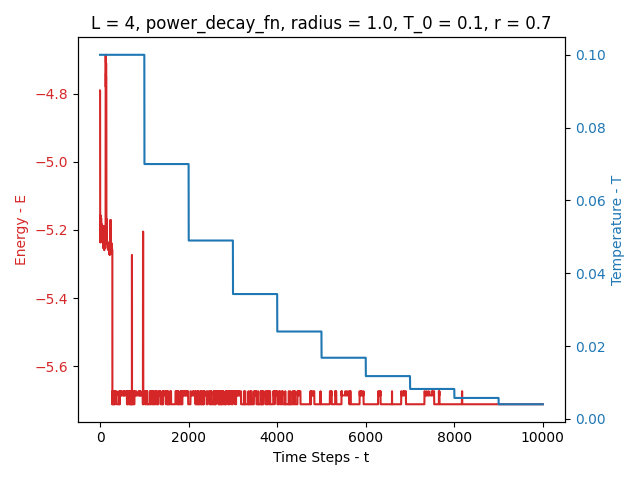 L = 4, power_decay_fn, radius = 1.0, T_0 = 0.1, r = 0.7
Energy - E
−4.8
−5.0
−5.2
−5.4
−5.6
0.10
0.08
0.06
0.04
0.02
0.00
Temperature - T
0 2000 4000 6000 8000 10000
Time Steps - t